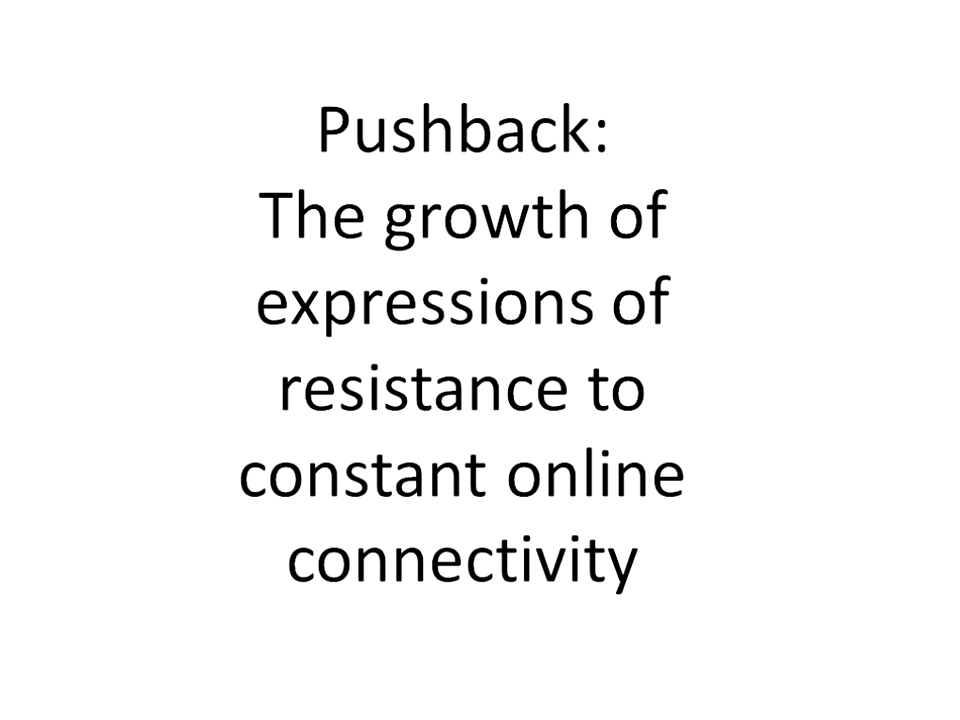 Pushback:
The growth of
expressions of
resistance to
constant online
connectivity